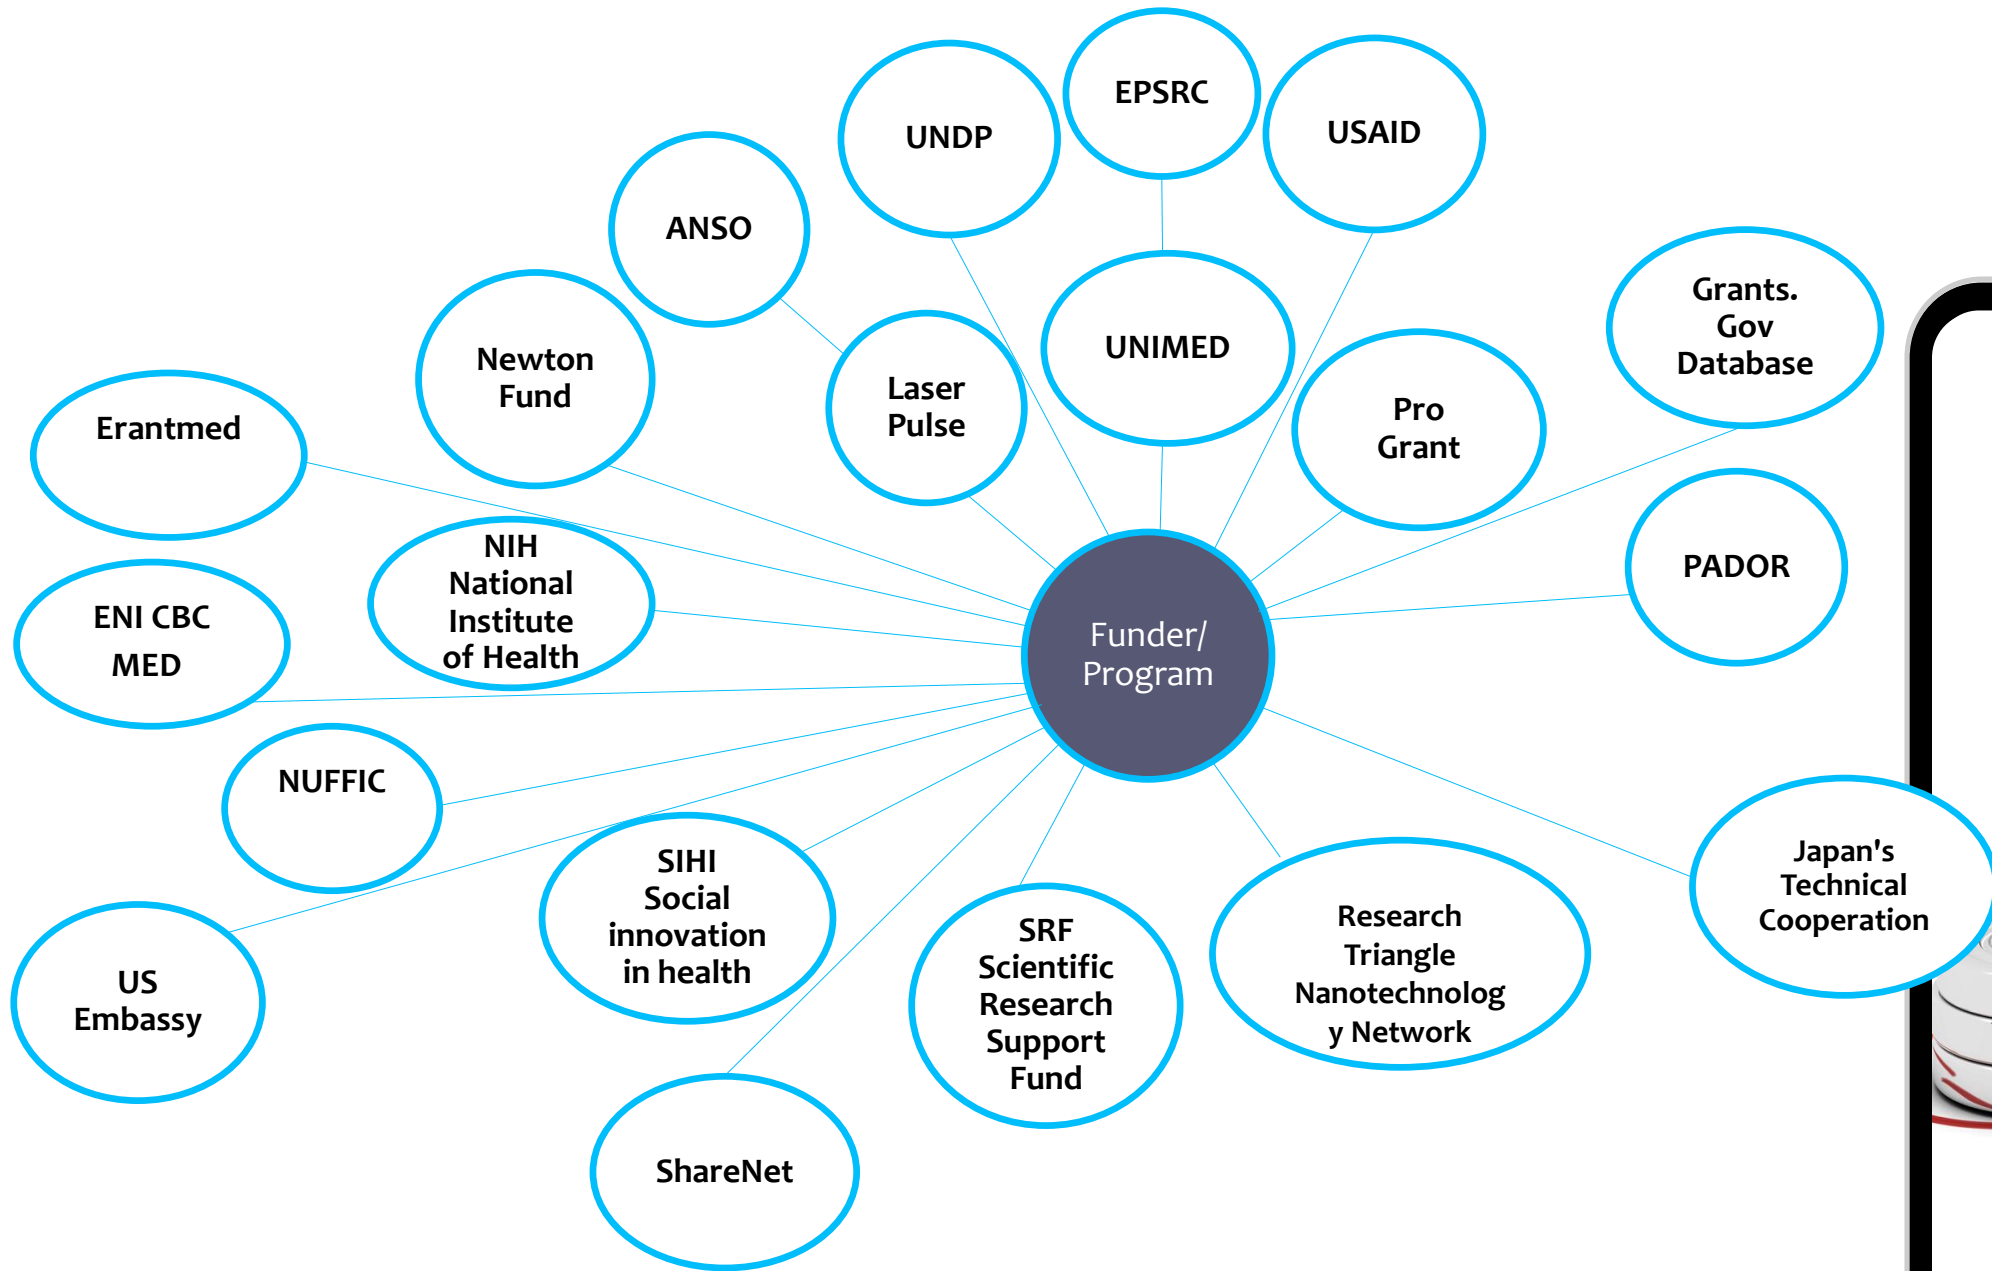 EPSRC
UNDP
USAID
ANSO
Grants.
Gov
Database
UNIMED
Newton
Fund
Laser
Pulse
Pro
Grant
Erantmed
PADOR
NIH
National
Institute
of Health
ENI CBC
MED
Funder/
Program
NUFFIC
Japan's
Technical
Cooperation
SIHI
Social
innovation
in health
SRF
Scientific
Research
Support
Fund
Research
Triangle
Nanotechnolog
y Network
US
Embassy
ShareNet